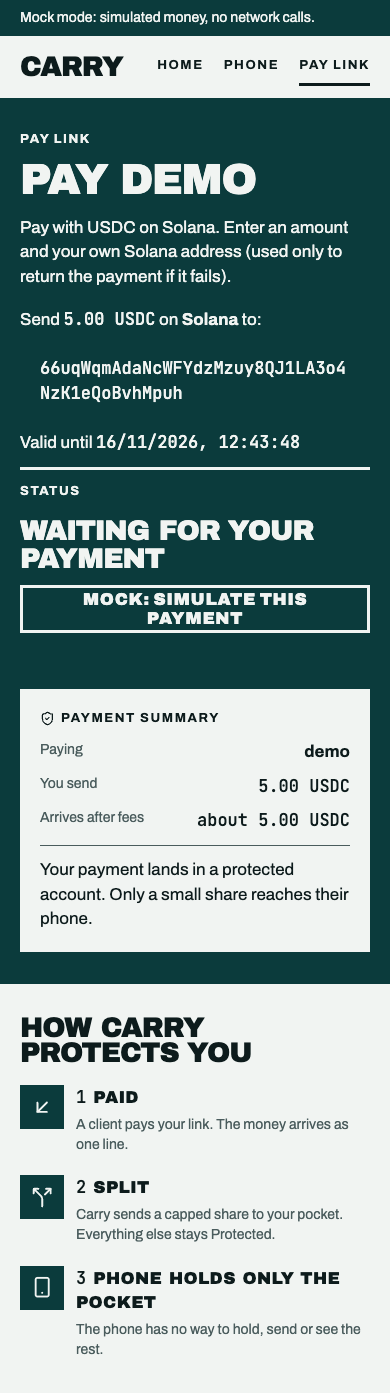 Mock mode: simulated money, no network calls.
CARRY
HOME
PHONE
PAY LINK
PAY LINK
PAY DEMO
Pay with USDC on Solana. Enter an amount
and your own Solana address (used only to
return the payment if it fails).
Send 5.00 USDC on Solana to:
66uqWqmAdaNcWFYdzMzuy8QJ1LA3o4
NzK1eQoBvhMpuh
Valid until 16/11/2026, 12:43:48
STATUS
WAITING FOR YOUR
PAYMENT
MOCK: SIMULATE THIS
PAYMENT
PAYMENT SUMMARY
Paying demo
You send 5.00 USDC
Arrives after fees about 5.00 USDC
Your payment lands in a protected
account. Only a small share reaches their
phone.
HOW CARRY
PROTECTS YOU
1 PAID
A client pays your link. The money arrives as
one line.
2 SPLIT
Carry sends a capped share to your pocket.
Everything else stays Protected.
3 PHONE HOLDS ONLY THE
POCKET
The phone has no way to hold, send or see the
rest.